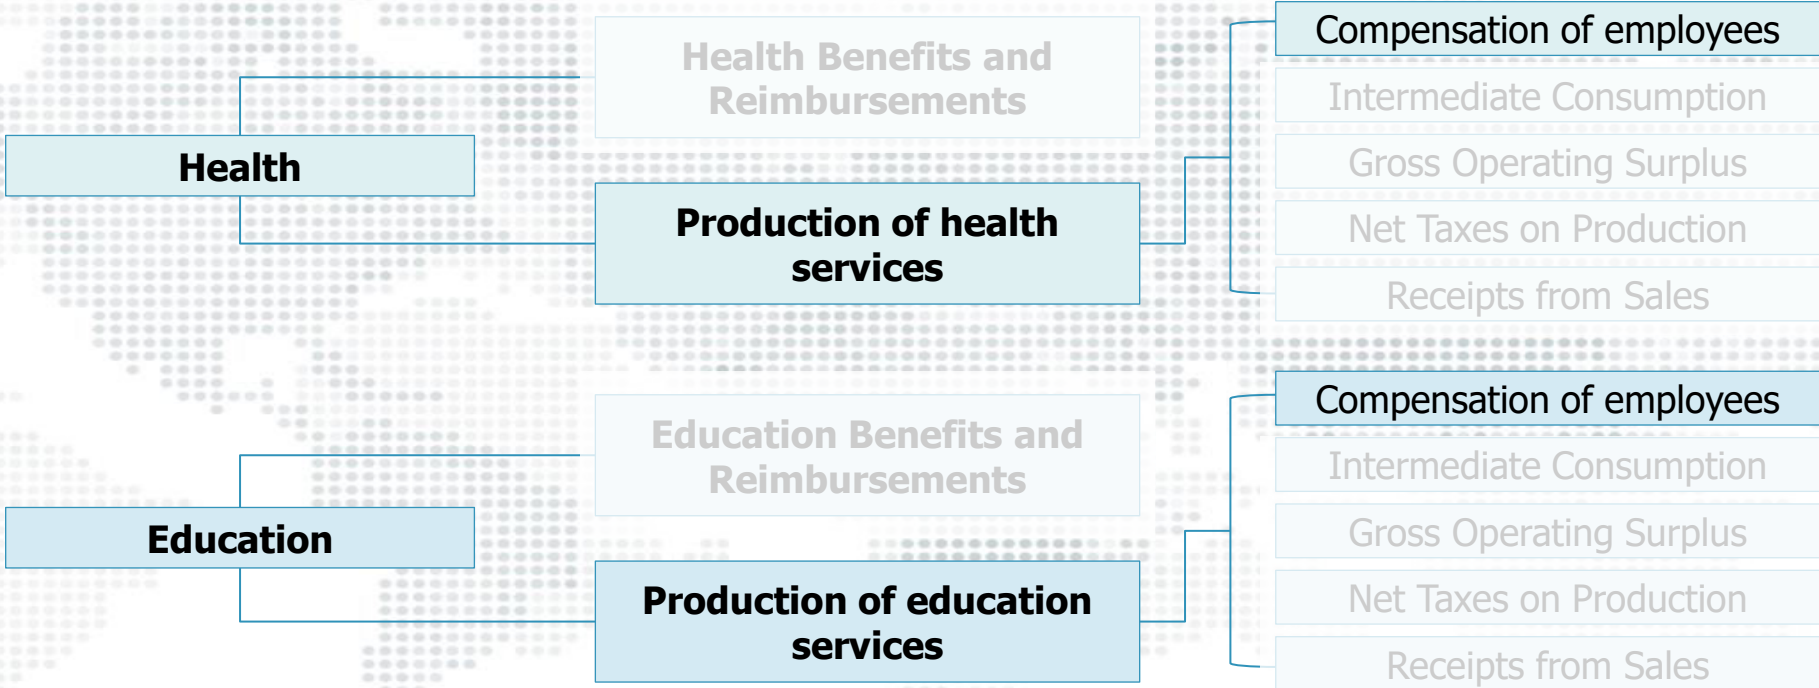 Health
Health Benefits and
Reimbursements
Production of health
services
Compensation of employees
Intermediate Consumption
Gross Operating Surplus
Net Taxes on Production
Receipts from Sales
Education
Education Benefits and
Reimbursements
Production of education
services
Compensation of employees
Intermediate Consumption
Gross Operating Surplus
Net Taxes on Production
Receipts from Sales